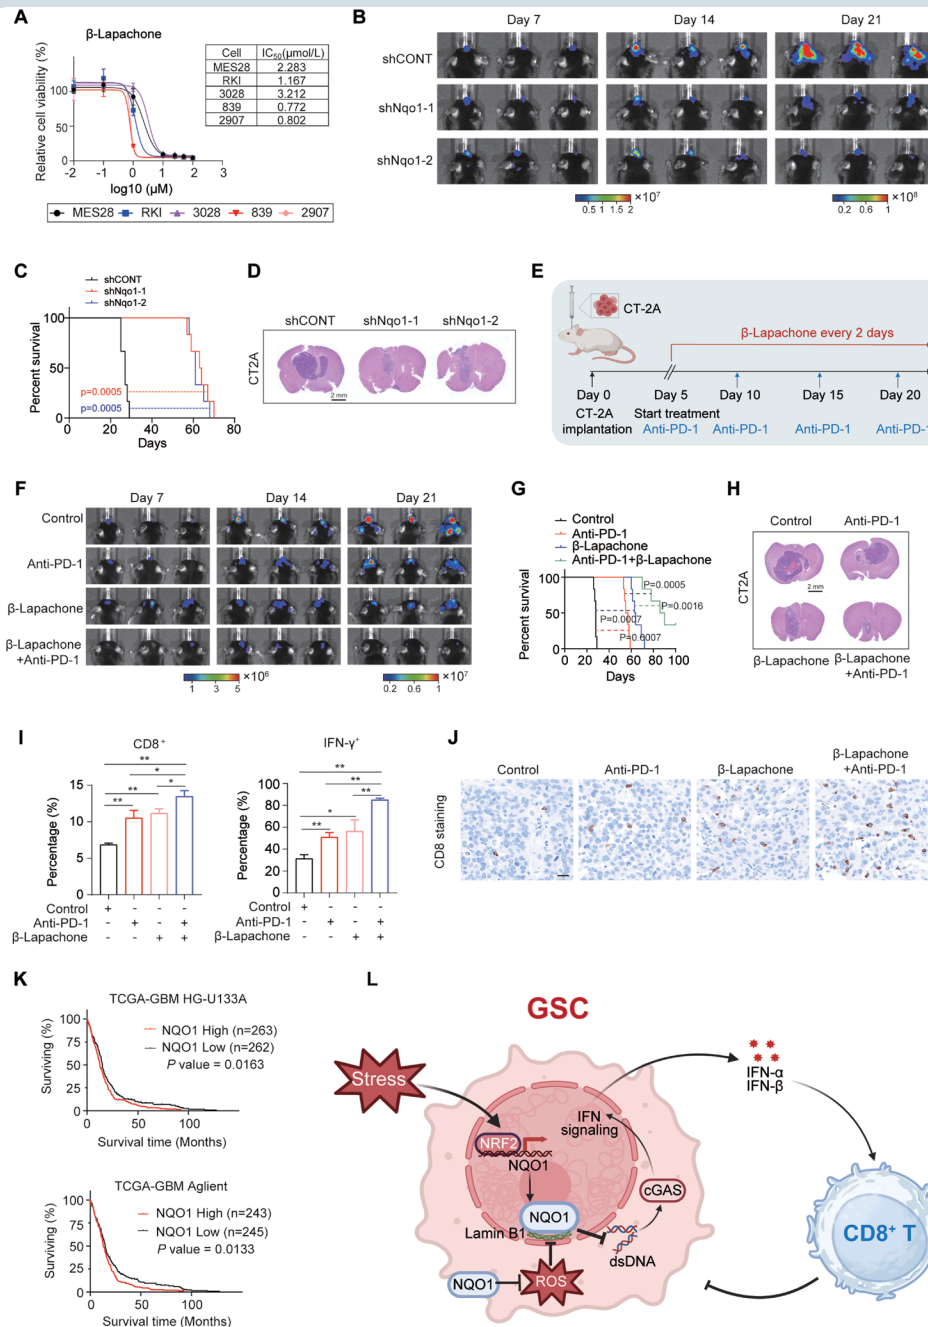 A
β-Lapachone
Relative cell viability (%)
150
100
50
0
-2 -1 0 1 2 3
log10 (μM)
Cell IC50(μmol/L)
MES28 2.283
RKI 1.167
3028 3.212
839 0.772
2907 0.802
MES28 RKI 3028 839 2907
B
Day 7 Day 14 Day 21
shCONT
shNqo1-1
shNqo1-2
0.5 1 1.5 2 ×10⁷
0.2 0.6 1 ×10⁸
C
shCONT
shNqo1-1
shNqo1-2
Percent survival
100
50
0
p=0.0005
p=0.0005
0 20 40 60 80
Days
D
shCONT shNqo1-1 shNqo1-2
CT2A
2 mm
E
CT-2A
β-Lapachone every 2 days
Day 0 Day 5 Day 10 Day 15 Day 20
CT-2A implantation
Start treatment
Anti-PD-1 Anti-PD-1 Anti-PD-1 Anti-PD-1
F
Day 7 Day 14 Day 21
Control
Anti-PD-1
β-Lapachone
β-Lapachone
+Anti-PD-1
1 3 5 ×10⁶
0.2 0.6 1 ×10⁷
G
Control
Anti-PD-1
β-Lapachone
Anti-PD-1+β-Lapachone
Percent survival
100
50
0
P=0.0005
P=0.0016
P=0.0007
P=0.0007
0 20 40 60 80 100
Days
H
Control Anti-PD-1
CT2A
2 mm
β-Lapachone β-Lapachone
+Anti-PD-1
I
CD8⁺
Percentage (%)
15
10
5
0
** * ** ** *
IFN-γ⁺
Percentage (%)
100
80
60
40
20
0
** ** ** * **
Control + - - -
Anti-PD-1 - + - +
β-Lapachone - - + +
Control + - - -
Anti-PD-1 - + - +
β-Lapachone - - + +
J
Control Anti-PD-1 β-Lapachone β-Lapachone
+Anti-PD-1
CD8 staining
K
TCGA-GBM HG-U133A
Surviving (%)
100
75
50
25
0
NQO1 High (n=263)
NQO1 Low (n=262)
P value = 0.0163
0 50 100 150
Survival time (Months)
TCGA-GBM Aglient
Surviving (%)
100
75
50
25
0
NQO1 High (n=243)
NQO1 Low (n=245)
P value = 0.0133
0 50 100 150
Survival time (Months)
L
GSC
Stress
NRF2
NQO1
IFN
signaling
IFN-α
IFN-β
cGAS
NQO1
Lamin B1
dsDNA
NQO1
ROS
CD8⁺ T